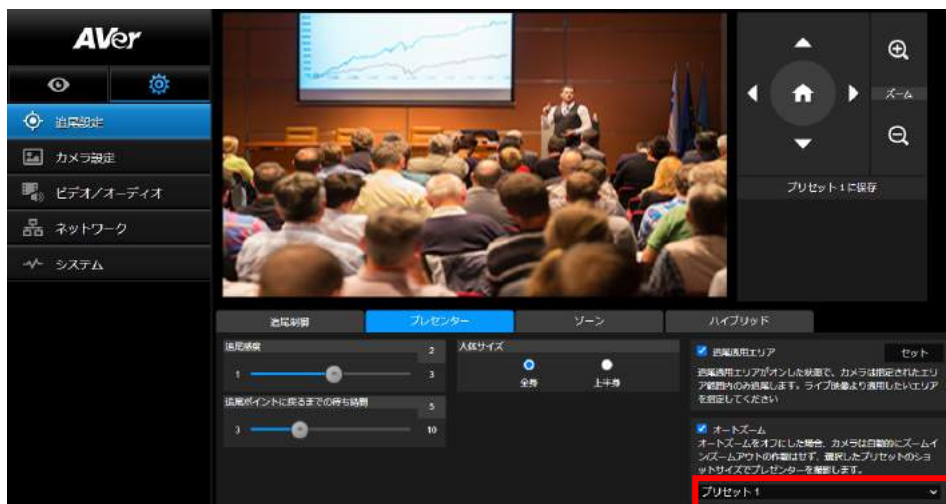 AVer
追尾設定
カメラ設定
ビデオ/オーディオ
ネットワーク
システム
ズーム
プリセット1に保存
追尾制御
プレゼンター
ゾーン
ハイブリッド
追尾感度
2
1
3
追尾ポイントに戻るまでの待ち時間
5
3
10
人体サイズ
全身
上半身
追尾適用エリア
セット
追尾適用エリアがオンした状態で、カメラは指定されたエリ
ア範囲内のみ追尾します。ライブ映像より適用したいエリア
を指定してください
オートズーム
オートズームをオフにした場合、カメラは自動的にズームイ
ン/ズームアウトの作動はせず、選択したプリセットのショ
ットサイズでプレゼンターを撮影します。
プリセット1